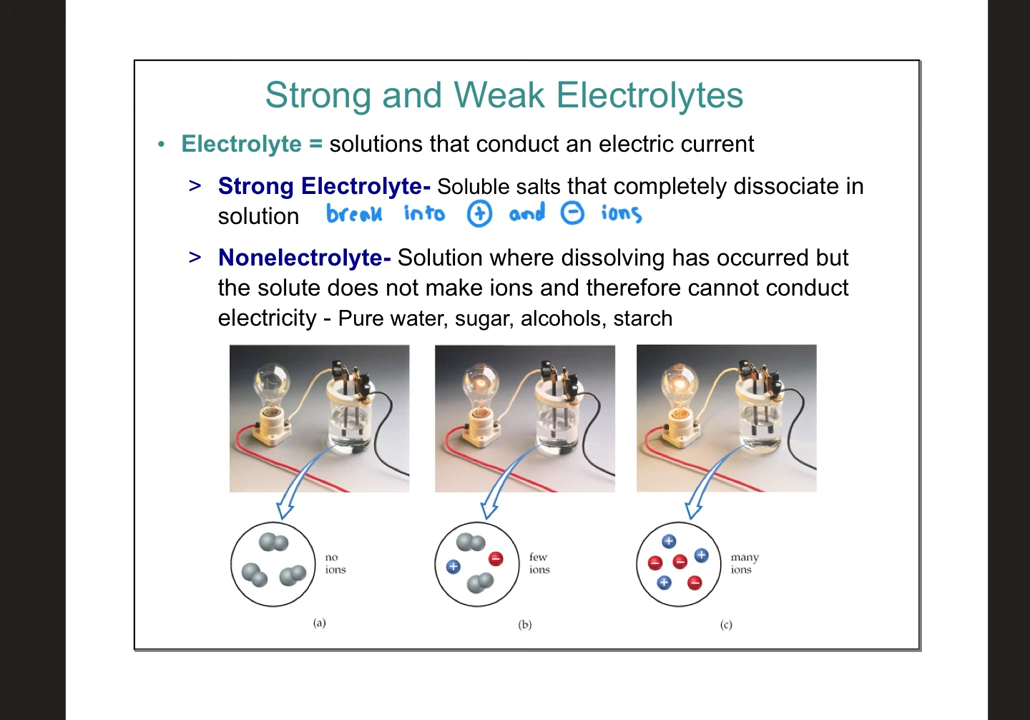 Strong and Weak Electrolytes
• Electrolyte = solutions that conduct an electric current
> Strong Electrolyte- Soluble salts that completely dissociate in
solution break into ⊕ and ⊖ ions
> Nonelectrolyte- Solution where dissolving has occurred but
the solute does not make ions and therefore cannot conduct
electricity - Pure water, sugar, alcohols, starch
no
ions
few
ions
many
ions
+
−
+
+
−
−
+
−
(a)
(b)
(c)